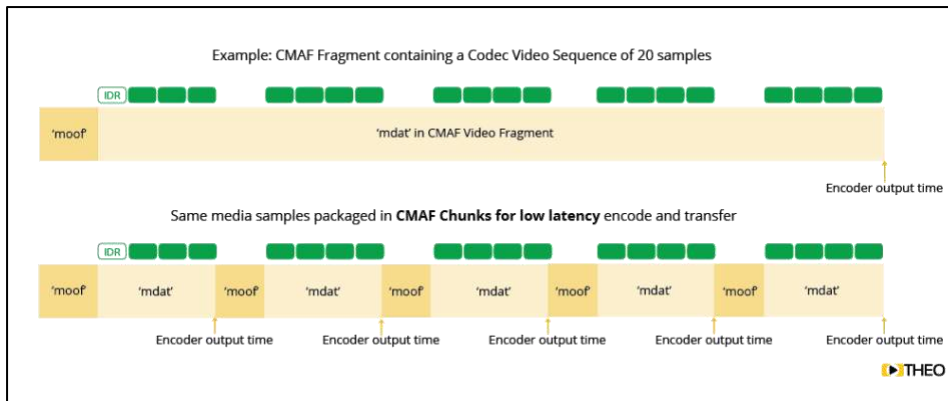 Example: CMAF Fragment containing a Codec Video Sequence of 20 samples
IDR
'moof' 'mdat' in CMAF Video Fragment
Encoder output time
Same media samples packaged in CMAF Chunks for low latency encode and transfer
IDR
'moof' 'mdat' 'moof' 'mdat' 'moof' 'mdat' 'moof' 'mdat' 'moof' 'mdat'
Encoder output time Encoder output time Encoder output time Encoder output time Encoder output time
THEO